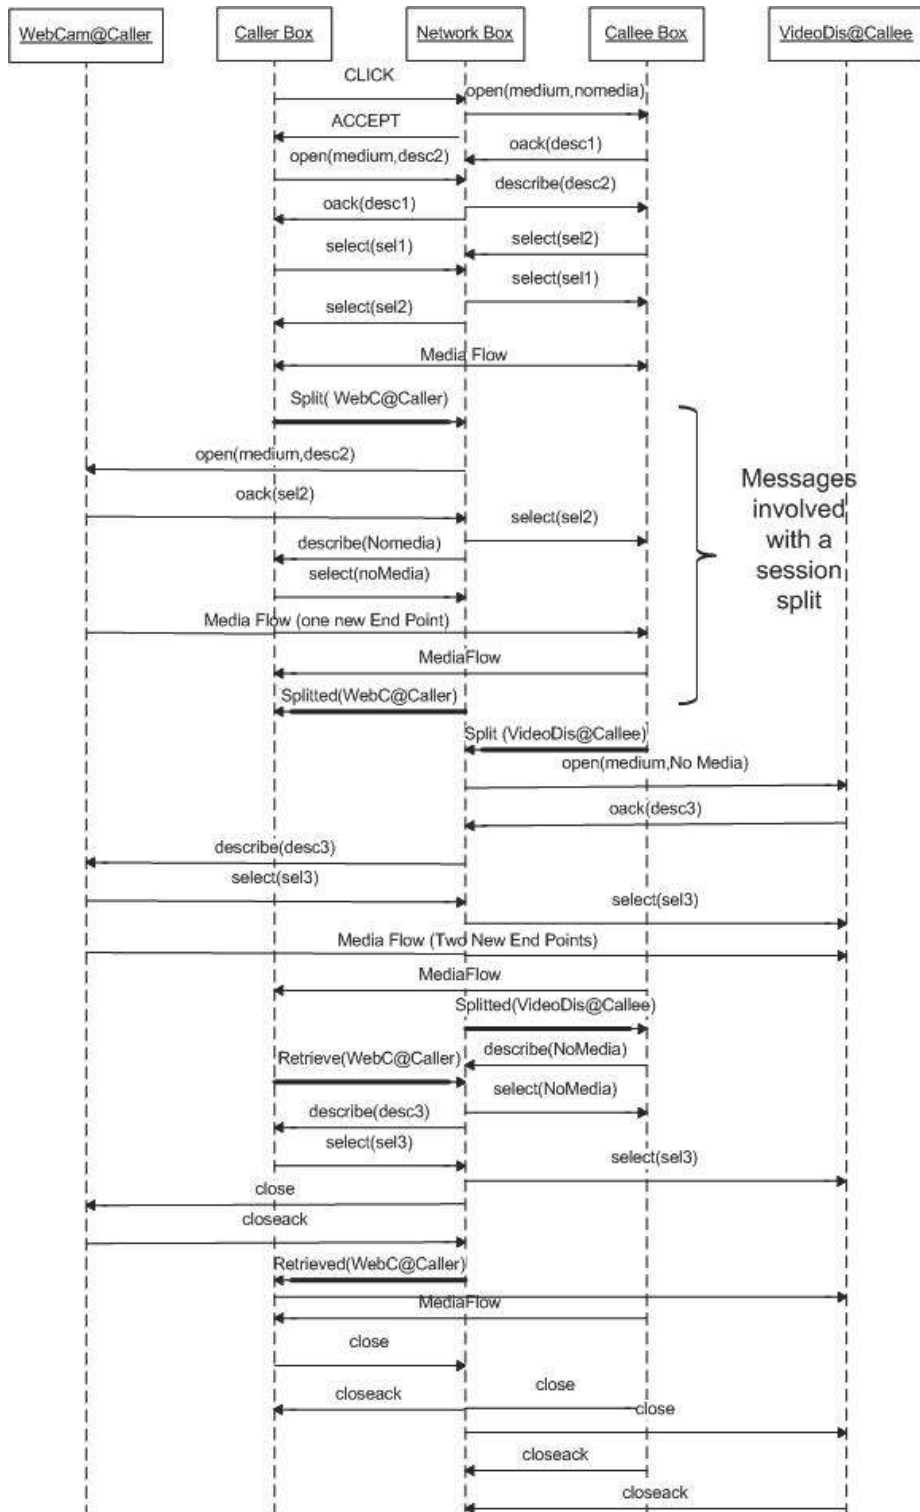 WebCam@Caller
Caller Box
Network Box
Callee Box
VideoDis@Callee
CLICK
open(medium,nomedia)
ACCEPT
oack(desc1)
open(medium,desc2)
describe(desc2)
oack(desc1)
select(sel2)
select(sel1)
select(sel1)
select(sel2)
Media Flow
Split( WebC@Caller)
open(medium,desc2)
oack(sel2)
select(sel2)
describe(Nomedia)
select(noMedia)
Media Flow (one new End Point)
MediaFlow
Splitted(WebC@Caller)
Messages
involved
with a
session
split
Split (VideoDis@Callee)
open(medium,No Media)
oack(desc3)
describe(desc3)
select(sel3)
select(sel3)
Media Flow (Two New End Points)
MediaFlow
Splitted(VideoDis@Callee)
describe(NoMedia)
Retrieve(WebC@Caller)
select(NoMedia)
describe(desc3)
select(sel3)
select(sel3)
close
closeack
Retrieved(WebC@Caller)
MediaFlow
close
close
closeack
close
closeack
closeack